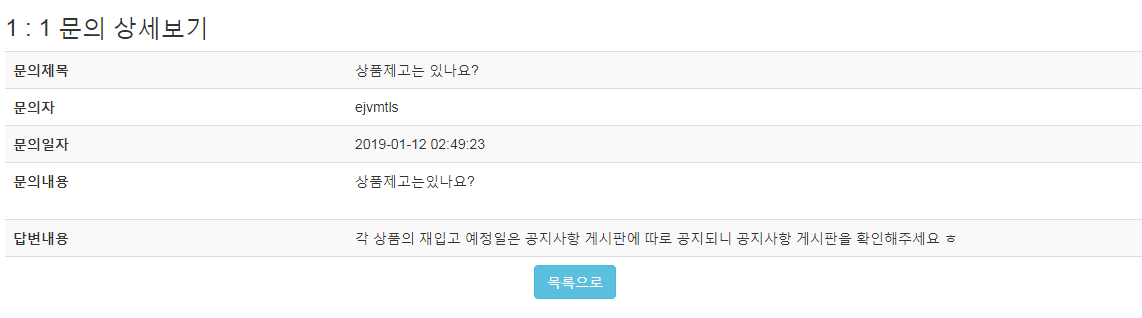 1 : 1 문의 상세보기
문의제목 상품제고는 있나요?
문의자 ejvmtls
문의일자 2019-01-12 02:49:23
문의내용 상품제고는있나요?
답변내용 각 상품의 재입고 예정일은 공지사항 게시판에 따로 공지되니 공지사항 게시판을 확인해주세요 ㅎ
목록으로